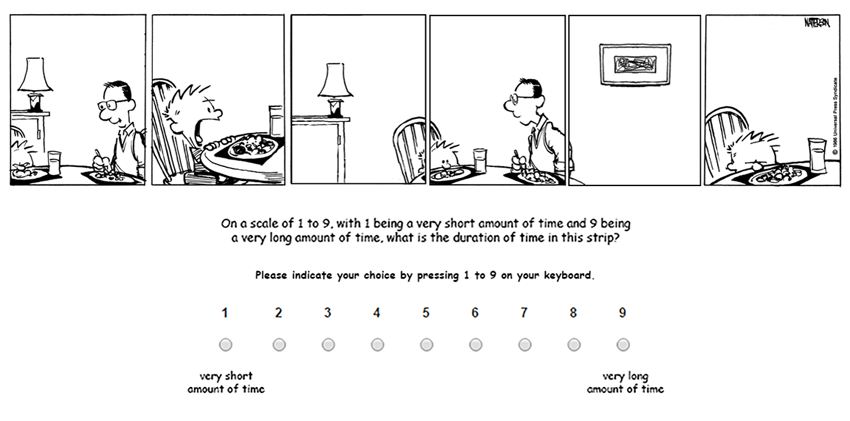 WATTERSON
© 1986 Universal Press Syndicate
On a scale of 1 to 9, with 1 being a very short amount of time and 9 being
a very long amount of time, what is the duration of time in this strip?
Please indicate your choice by pressing 1 to 9 on your keyboard.
1 2 3 4 5 6 7 8 9
very short very long
amount of time amount of time